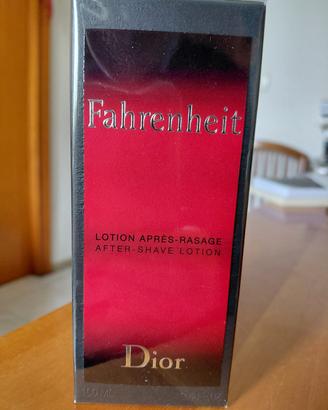 Fahrenheit
LOTION APRÈS-RASAGE
AFTER-SHAVE LOTION
Dior